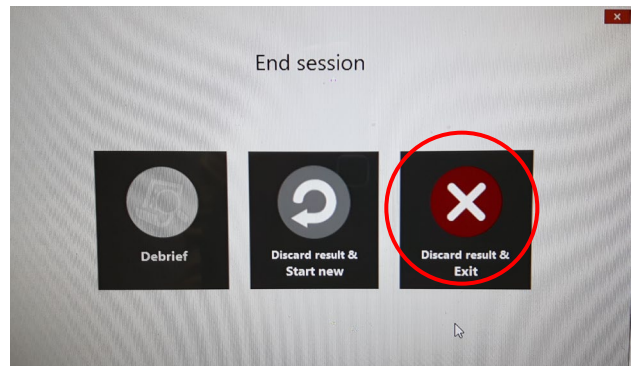 End session
Debrief
Discard result &
Start new
Discard result &
Exit